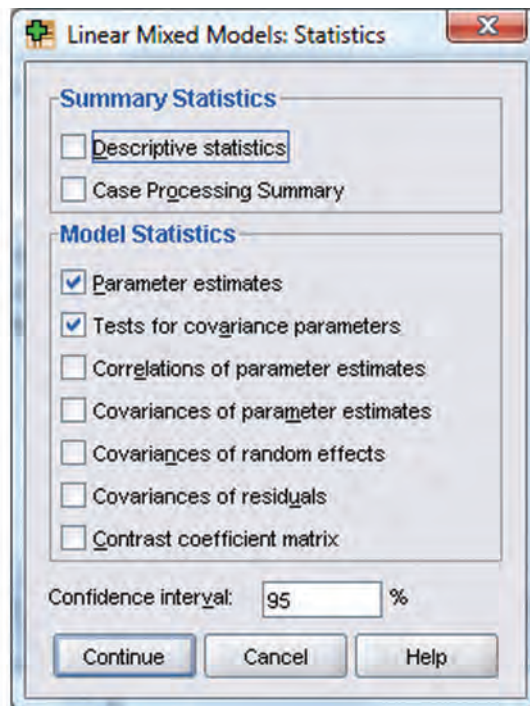 Linear Mixed Models: Statistics
Summary Statistics
Descriptive statistics
Case Processing Summary
Model Statistics
Parameter estimates
Tests for covariance parameters
Correlations of parameter estimates
Covariances of parameter estimates
Covariances of random effects
Covariances of residuals
Contrast coefficient matrix
Confidence interval: 95 %
Continue Cancel Help